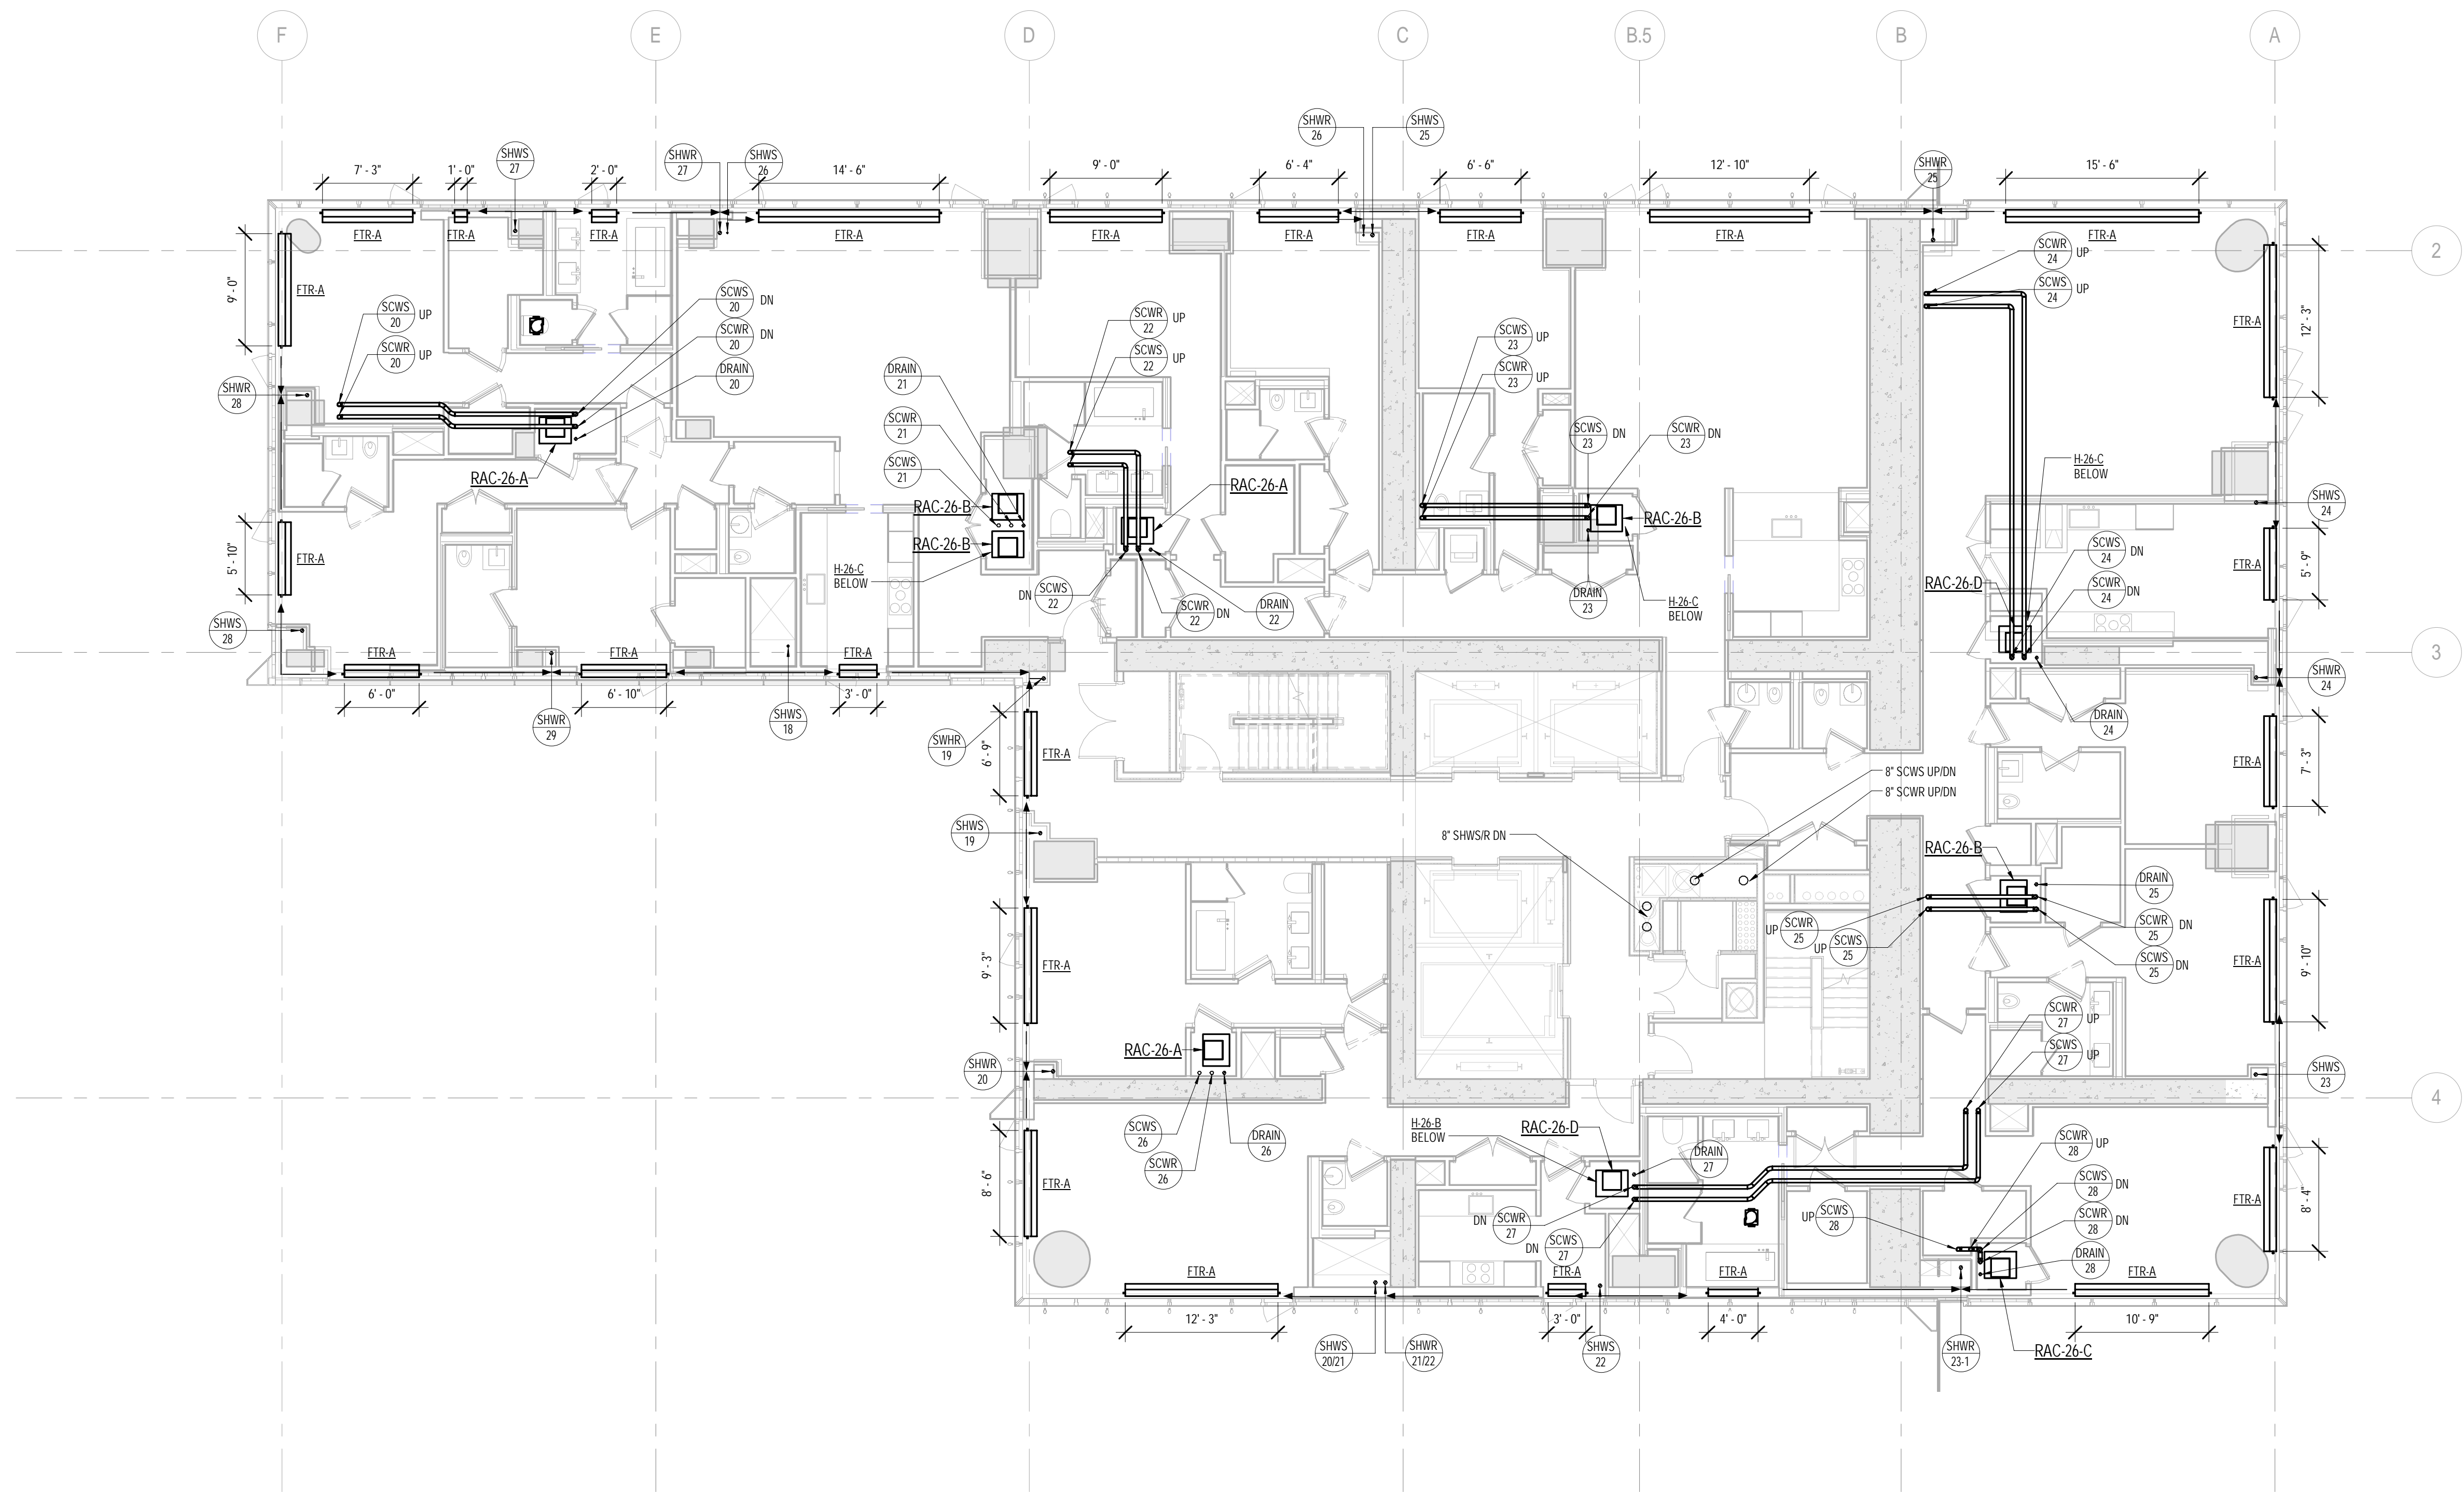 F
E
D
C
B.5
B
A
SHWR
26
SHWS
25
SHWS
27
SHWR
27
SHWS
26
SHWR
25
7' - 3"
1' - 0"
2' - 0"
14' - 6"
9' - 0"
6' - 4"
6' - 6"
12' - 10"
15' - 6"
FTR-A
FTR-A
FTR-A
FTR-A
FTR-A
FTR-A
FTR-A
FTR-A
FTR-A
2
9' - 0"
FTR-A
SCWS
20
UP
SCWR
20
UP
SCWS
20
DN
SCWR
20
DN
DRAIN
20
SHWR
28
RAC-26-A
DRAIN
21
SCWR
21
SCWS
21
RAC-26-B
RAC-26-B
H-26-C
BELOW
SCWR
22
UP
SCWS
22
UP
RAC-26-A
SCWS
22
DN
SCWR
22
DN
DRAIN
22
SCWS
23
UP
SCWR
23
UP
SCWS
23
DN
SCWR
23
DN
RAC-26-B
DRAIN
23
H-26-C
BELOW
SCWR
24
UP
SCWS
24
UP
FTR-A
12' - 3"
H-26-C
BELOW
SHWS
24
SCWS
24
DN
SCWR
24
DN
RAC-26-D
FTR-A
5' - 9"
DRAIN
24
SHWR
24
3
5' - 10"
FTR-A
SHWS
28
FTR-A
FTR-A
FTR-A
6' - 0"
6' - 10"
3' - 0"
SHWR
29
SHWS
18
SWHR
19
6' - 9"
FTR-A
SHWS
19
FTR-A
7' - 3"
8" SCWS UP/DN
8" SCWR UP/DN
8" SHWS/R DN
RAC-26-B
DRAIN
25
SCWR
25
DN
SCWS
25
DN
UP
SCWR
25
UP
SCWS
25
FTR-A
9' - 10"
9' - 3"
FTR-A
RAC-26-A
SHWR
20
SCWS
26
SCWR
26
DRAIN
26
SCWR
27
UP
SCWS
27
UP
SHWS
23
4
H-26-B
BELOW
RAC-26-D
DRAIN
27
DN
SCWR
27
DN
SCWS
27
SCWR
28
UP
SCWS
28
DN
SCWR
28
DN
UP
SCWS
28
DRAIN
28
8' - 6"
FTR-A
FTR-A
8' - 4"
FTR-A
FTR-A
FTR-A
FTR-A
12' - 3"
3' - 0"
4' - 0"
10' - 9"
SHWS
20/21
SHWR
21/22
SHWS
22
SHWR
23-1
RAC-26-C